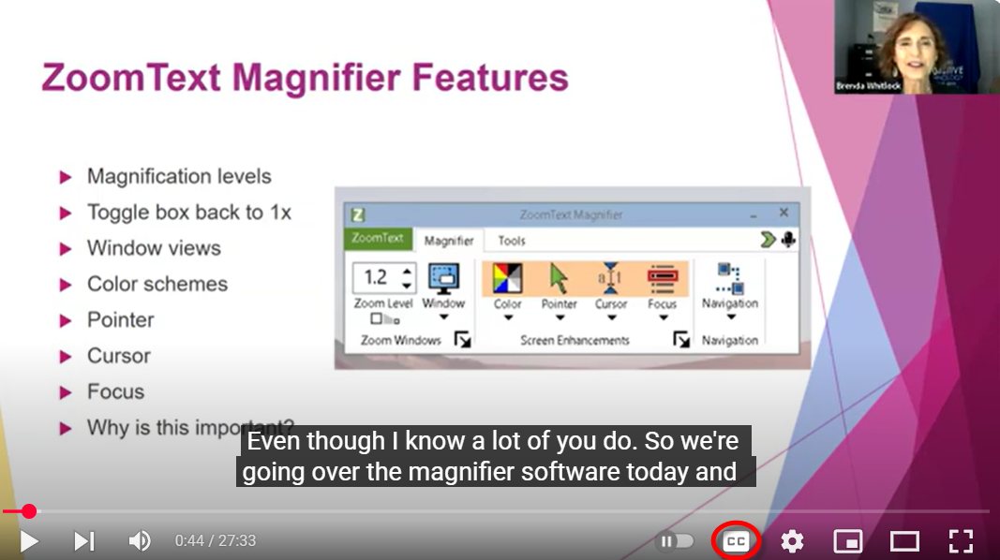 ZoomText Magnifier Features
Brenda Whitlock
Magnification levels
Toggle box back to 1x
Window views
Color schemes
Pointer
Cursor
Focus
Why is this important?
ZoomText Magnifier
ZoomText Magnifier Tools
1.2
Zoom Level Window Color Pointer Cursor Focus Navigation
Zoom Windows Screen Enhancements Navigation
Even though I know a lot of you do. So we're
going over the magnifier software today and
0:44 / 27:33
CC